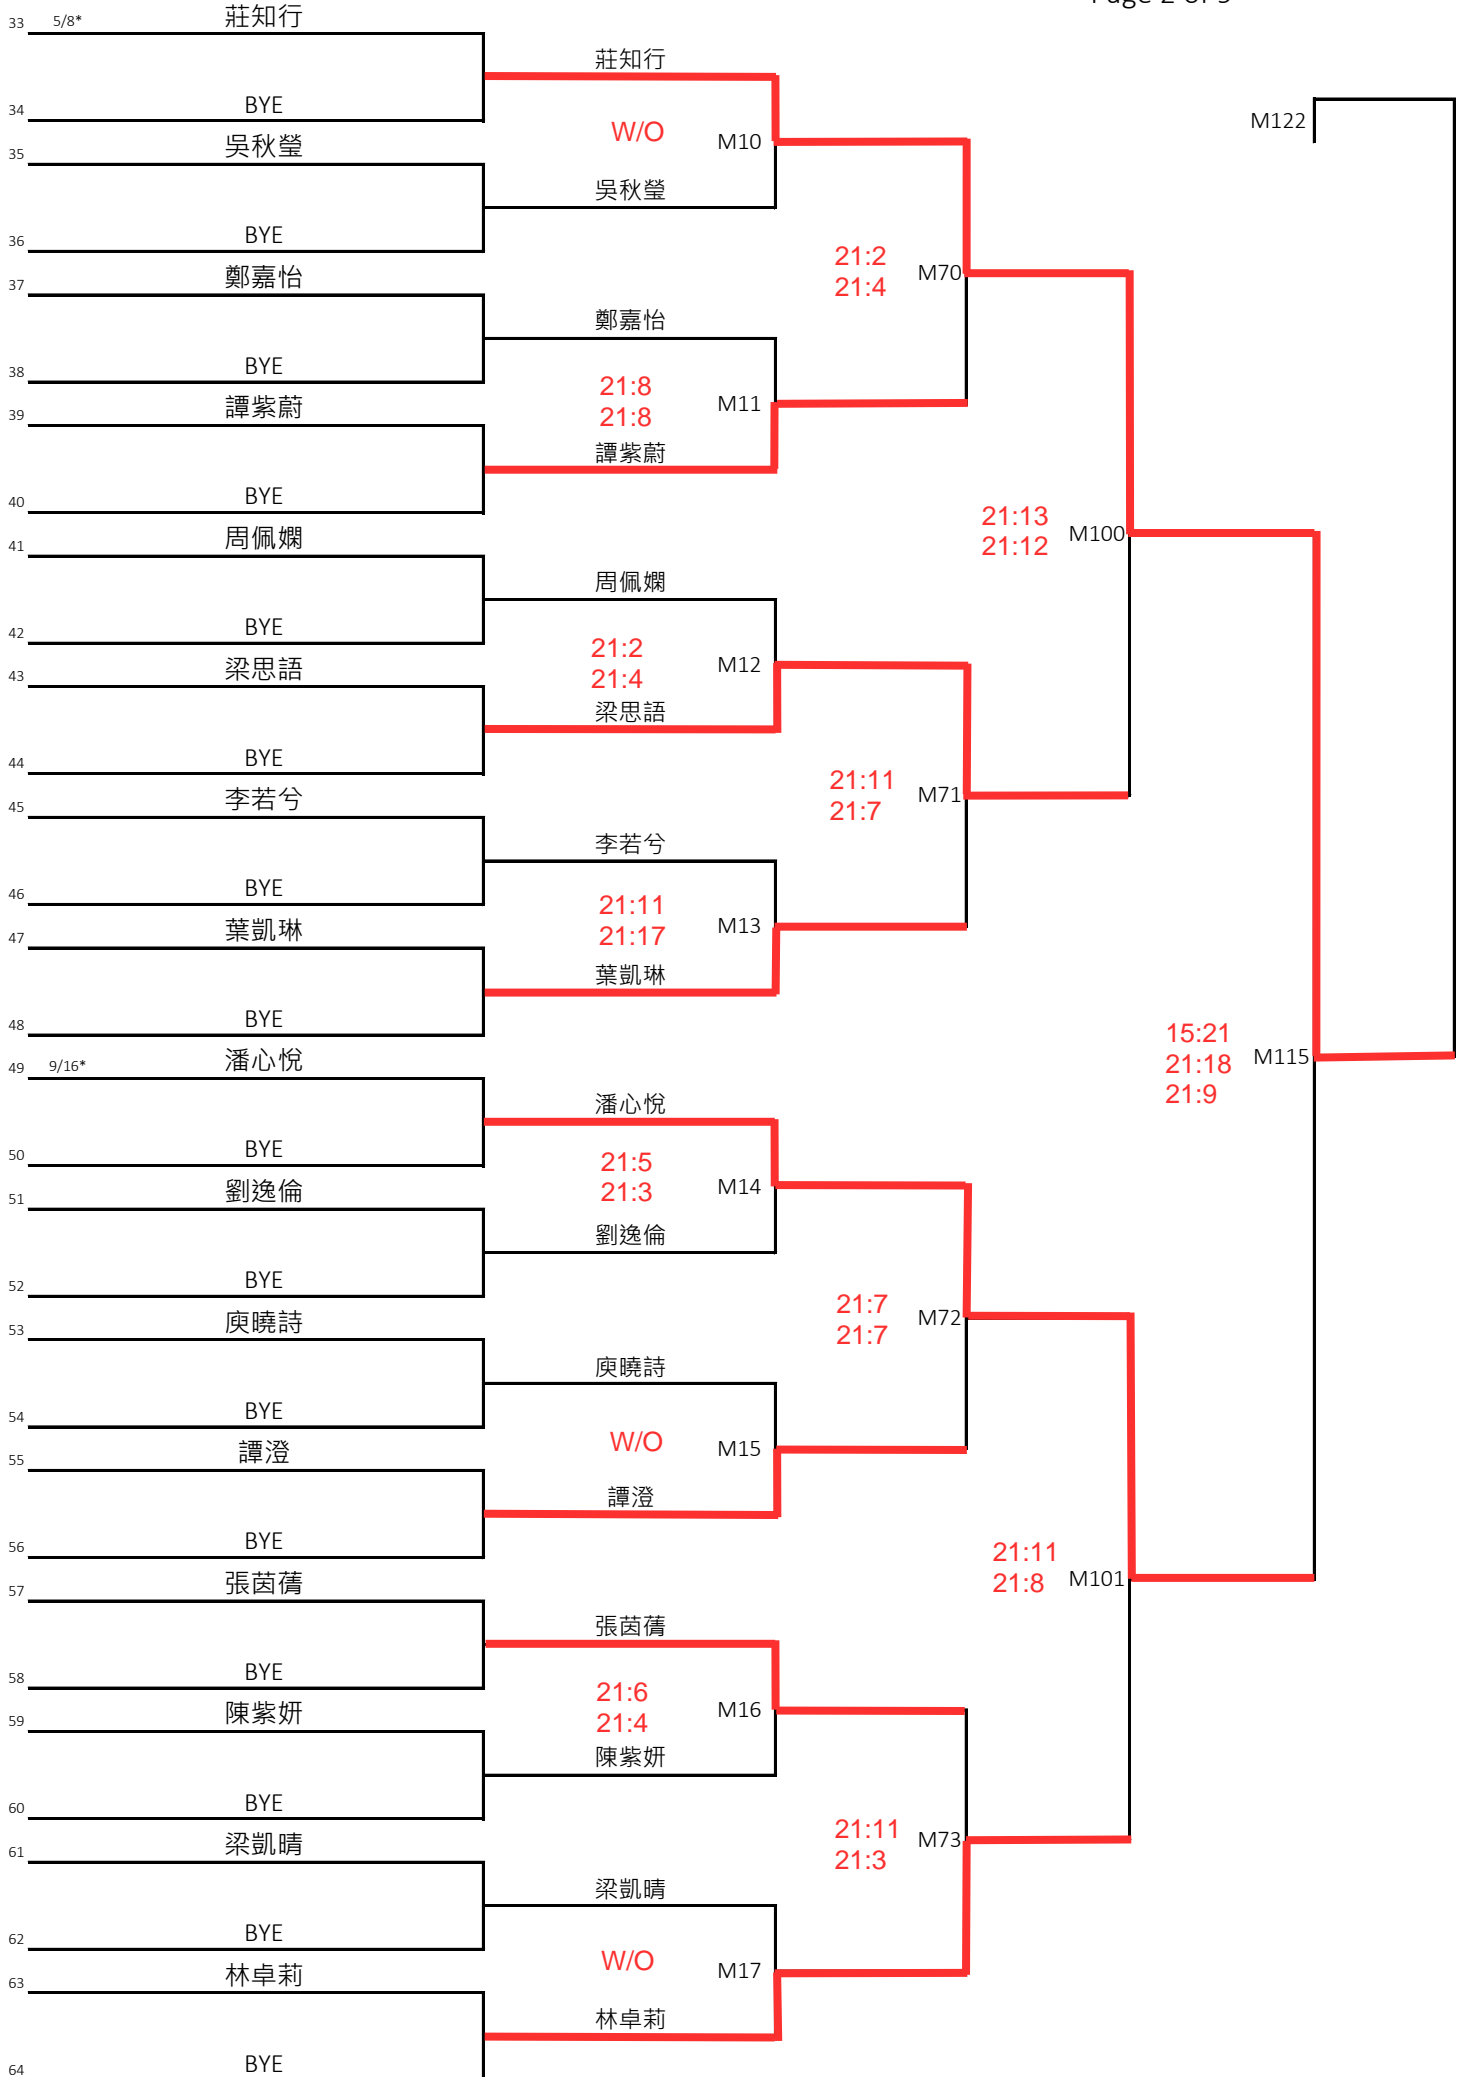 Page 2 of 9
33 5/8* 莊知行
莊知行
34 BYE
M122
W/O M10
35 吳秋瑩
吳秋瑩
36 BYE
21:2
21:4
M70
37 鄭嘉怡
鄭嘉怡
38 BYE
21:8
21:8
M11
39 譚紫蔚
譚紫蔚
40 BYE
21:13
21:12
M100
41 周佩嫻
周佩嫻
42 BYE
21:2
21:4
M12
43 梁思語
梁思語
44 BYE
21:11
21:7
M71
45 李若兮
李若兮
46 BYE
21:11
21:17
M13
47 葉凱琳
葉凱琳
48 BYE
15:21
21:18
21:9
M115
49 9/16* 潘心悅
潘心悅
50 BYE
21:5
21:3
M14
51 劉逸倫
劉逸倫
52 BYE
21:7
21:7
M72
53 庾曉詩
庾曉詩
54 BYE
W/O M15
55 譚澄
譚澄
56 BYE
21:11
21:8
M101
57 張茵蒨
張茵蒨
58 BYE
21:6
21:4
M16
59 陳紫妍
陳紫妍
60 BYE
21:11
21:3
M73
61 梁凱晴
梁凱晴
62 BYE
W/O M17
63 林卓莉
林卓莉
64 BYE